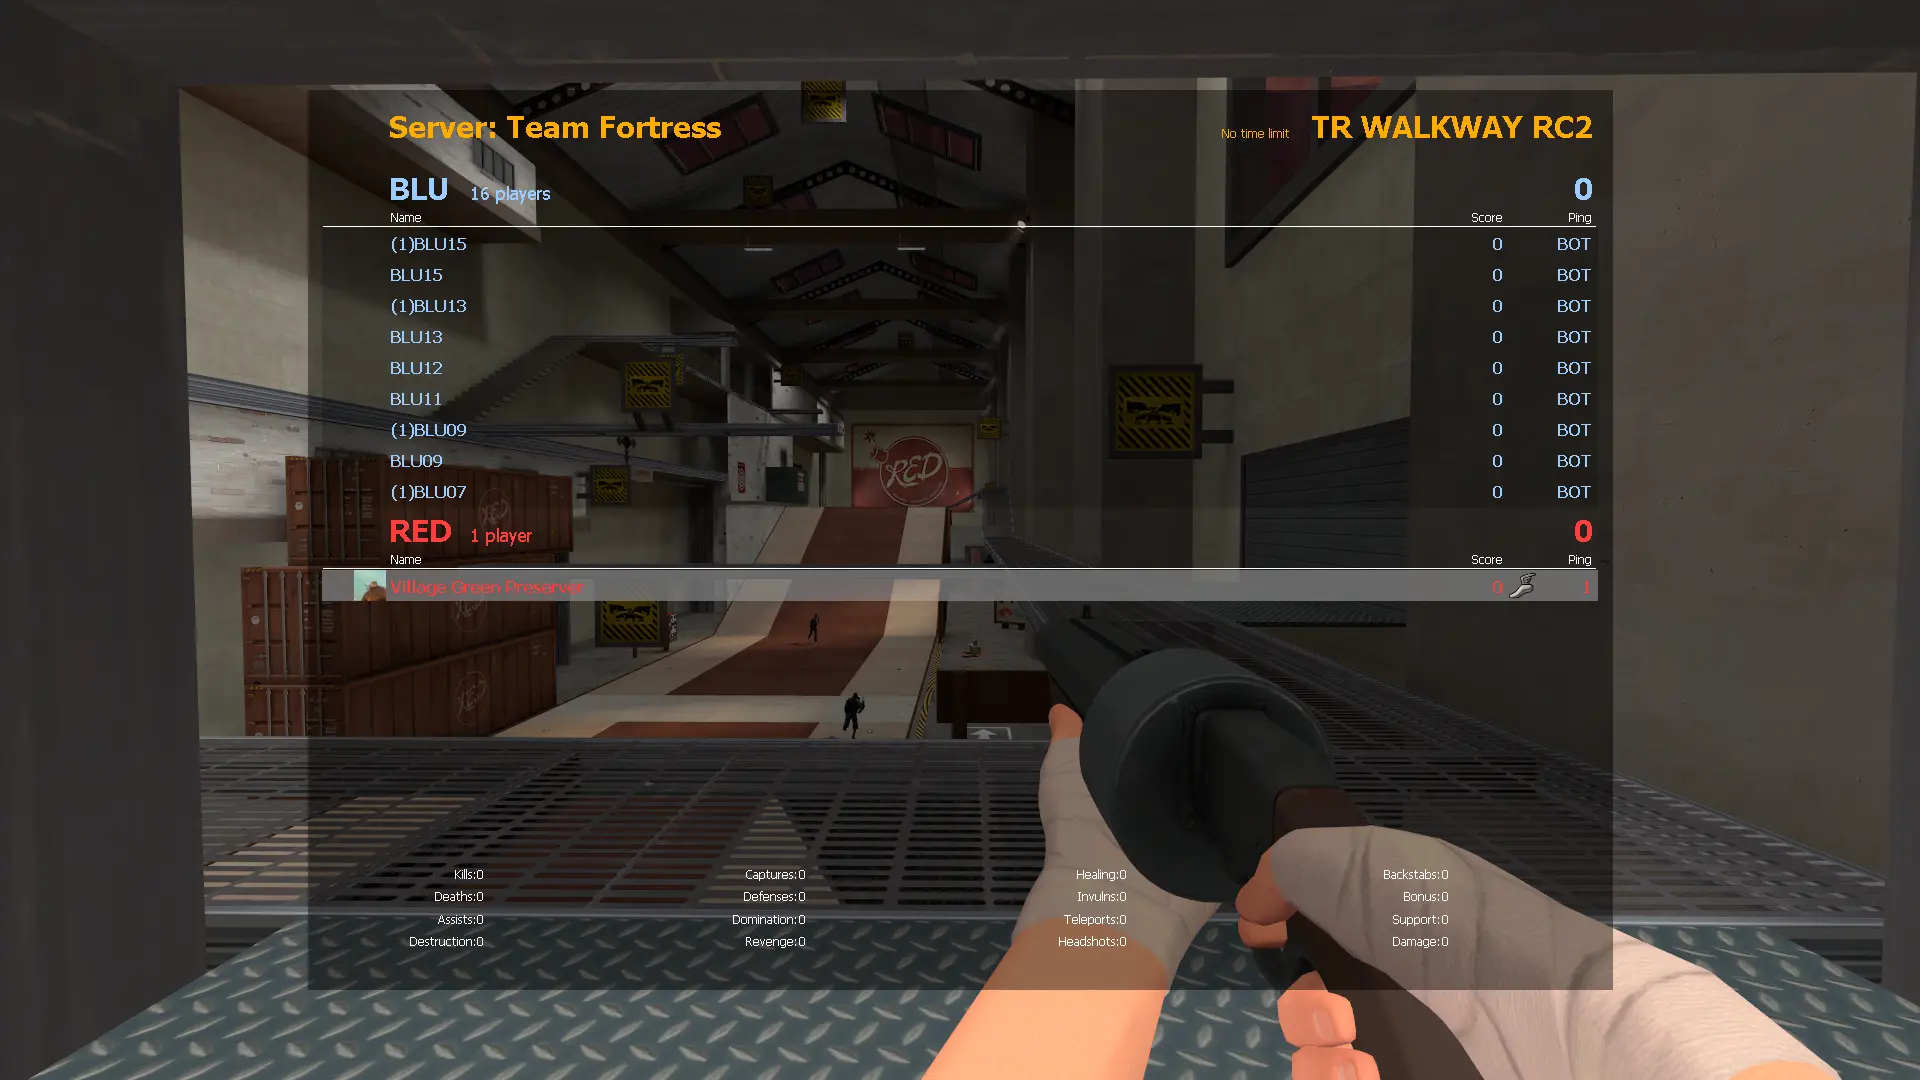 Server: Team Fortress
No time limit TR WALKWAY RC2
BLU 16 players 0
Name Score Ping
(1)BLU15 0 BOT
BLU15 0 BOT
(1)BLU13 0 BOT
BLU13 0 BOT
BLU12 0 BOT
BLU11 0 BOT
(1)BLU09 0 BOT
BLU09 0 BOT
(1)BLU07 0 BOT
RED
RED
RED 1 player 0
Name Score Ping
Village Green Preserver 0 1
RED
RED
Kills:0 Captures:0 Healing:0 Backstabs:0
Deaths:0 Defenses:0 Invulns:0 Bonus:0
Assists:0 Domination:0 Teleports:0 Support:0
Destruction:0 Revenge:0 Headshots:0 Damage:0